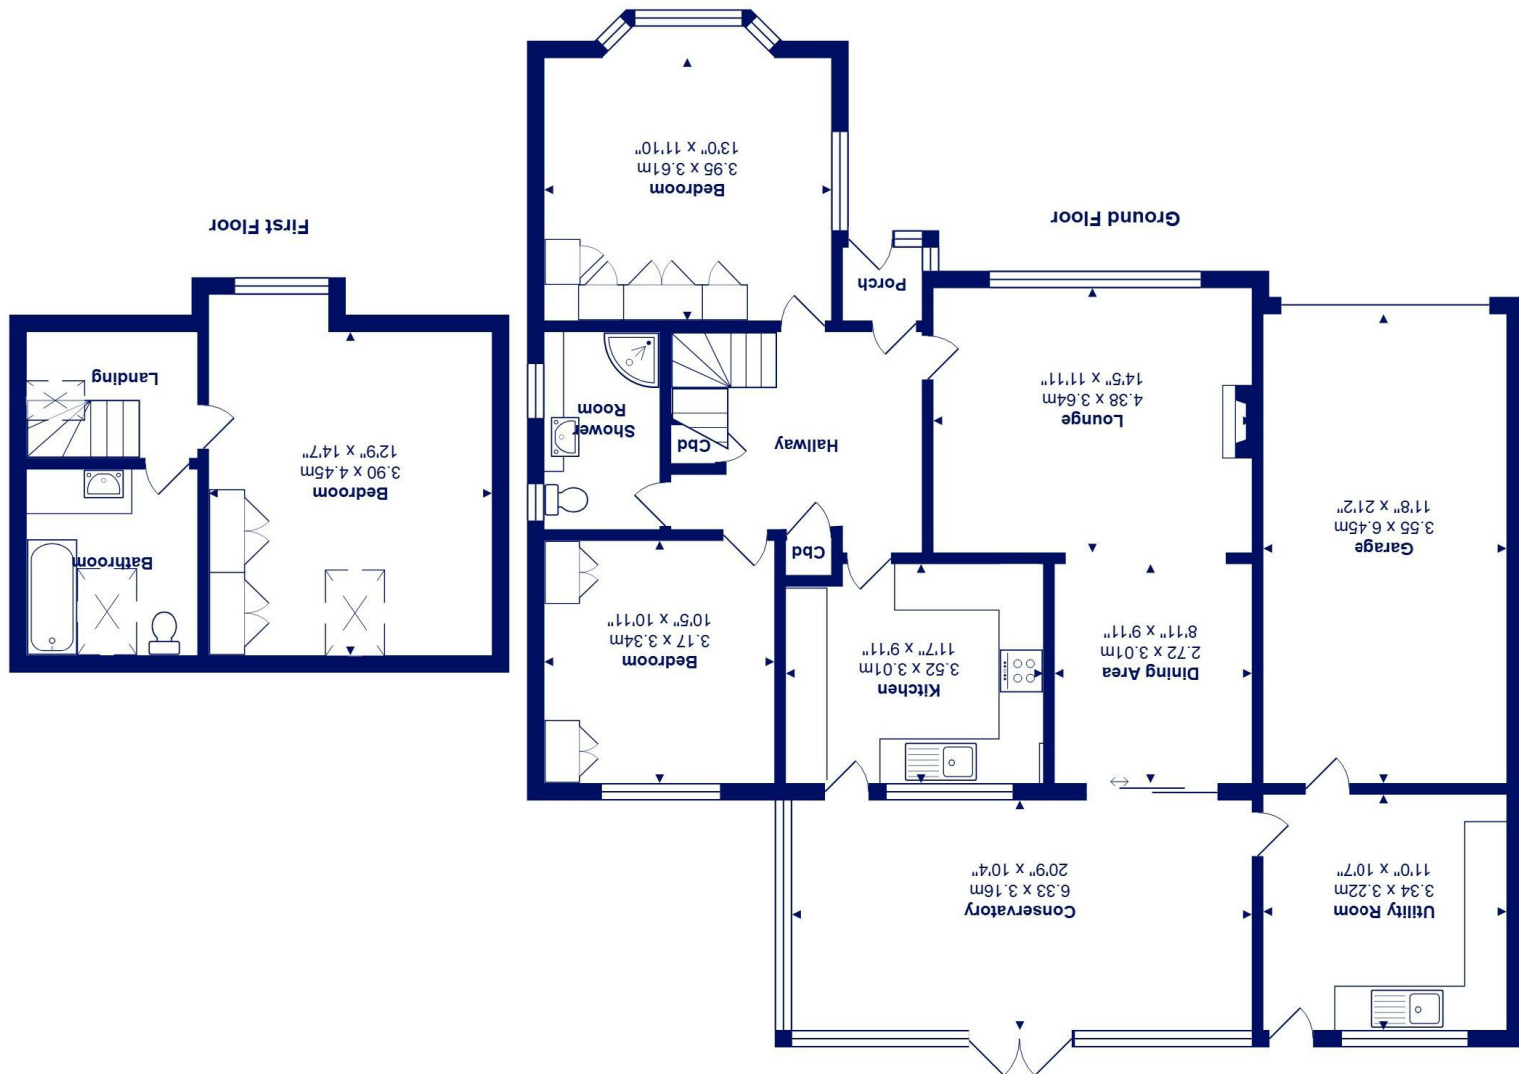 Utility Room
3.34 x 3.22m
11'0" x 10'7"
Conservatory
6.33 x 3.16m
20'9" x 10'4"
Dining Area
2.72 x 3.01m
8'11" x 9'11"
Kitchen
3.52 x 3.01m
11'7" x 9'11"
Bedroom
3.17 x 3.34m
10'5" x 10'11"
Garage
3.55 x 6.45m
11'8" x 21'2"
Cbd
Lounge
4.38 x 3.64m
14'5" x 11'11"
Hallway
Cbd
Shower
Room
Porch
Bedroom
3.95 x 3.61m
13'0" x 11'10"
Ground Floor
Bathroom
Bedroom
3.90 x 4.45m
12'9" x 14'7"
Landing
First Floor